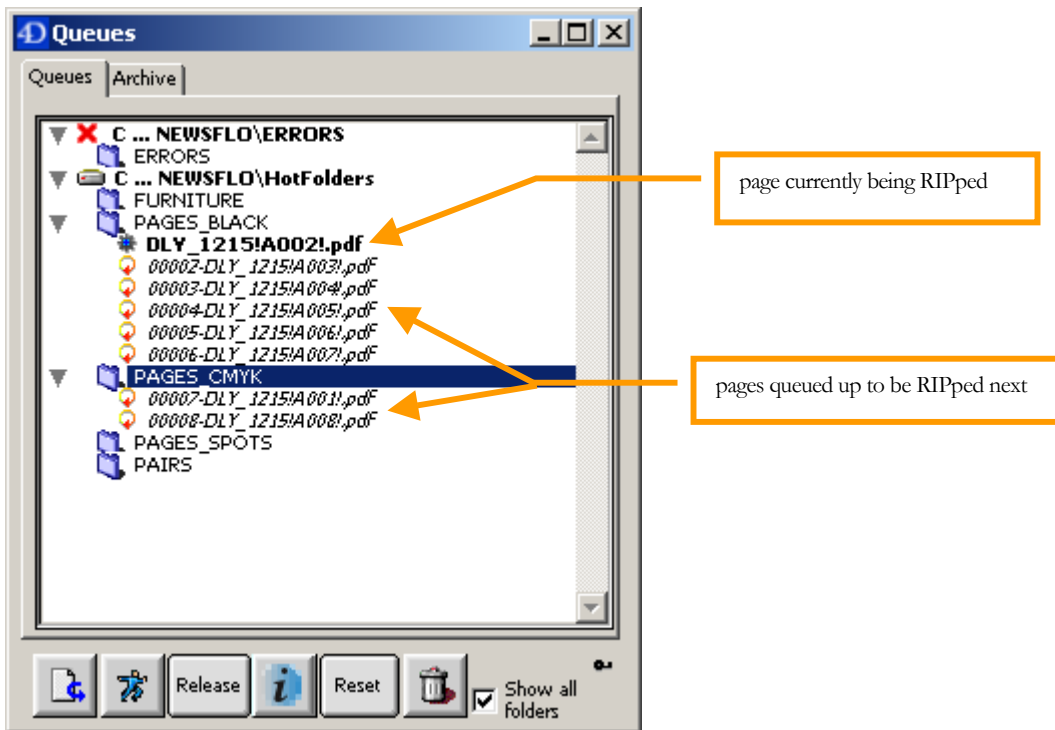 4D Queues
Queues Archive
C ... NEWSFLO\ERRORS
ERRORS
C ... NEWSFLO\HotFolders
FURNITURE
PAGES_BLACK
DLY_1215!A002!.pdf
00002-DLY_1215!A003!.pdf
00003-DLY_1215!A004!.pdf
00004-DLY_1215!A005!.pdf
00005-DLY_1215!A006!.pdf
00006-DLY_1215!A007!.pdf
PAGES_CMYK
00007-DLY_1215!A001!.pdf
00008-DLY_1215!A008!.pdf
PAGES_SPOTS
PAIRS
page currently being RIPped
pages queued up to be RIPped next
Release i Reset Show all
folders